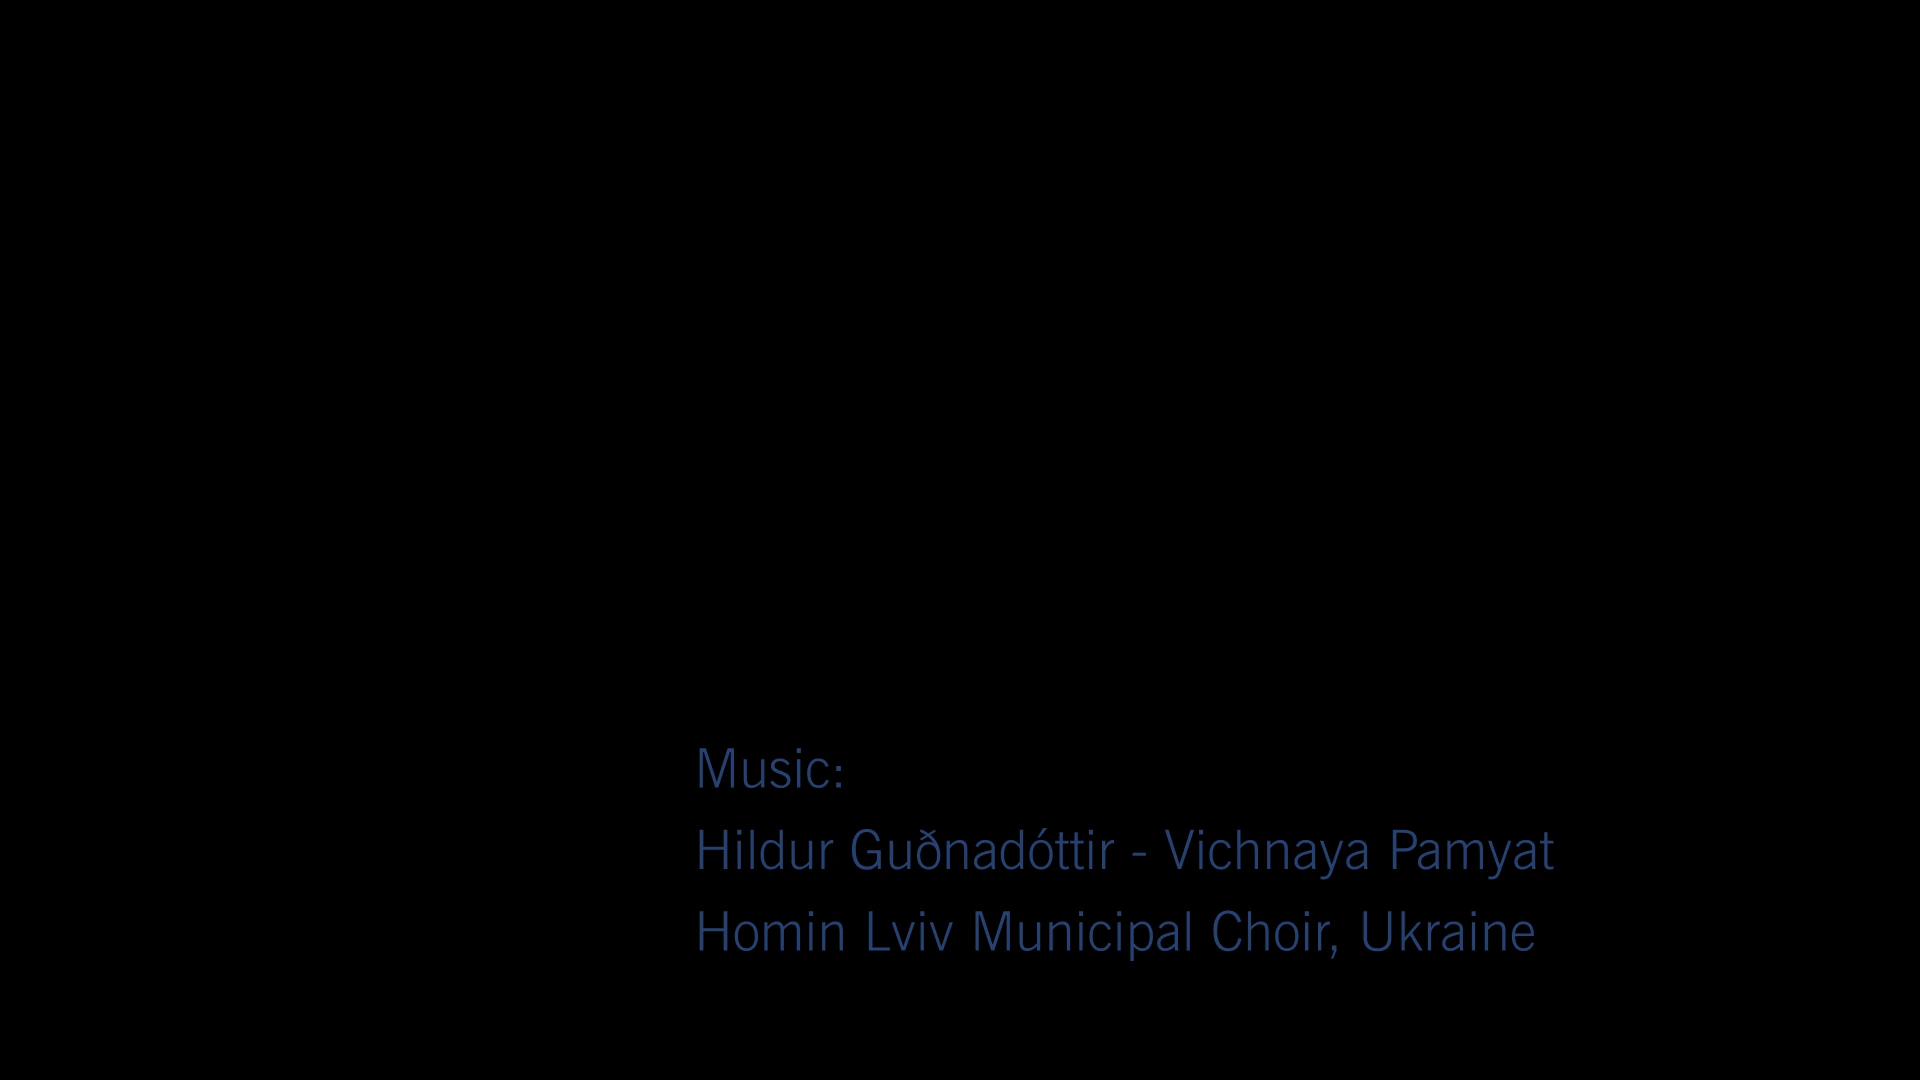 Music:
Hildur Guðnadóttir - Vichnaya Pamyat
Homin Lviv Municipal Choir, Ukraine